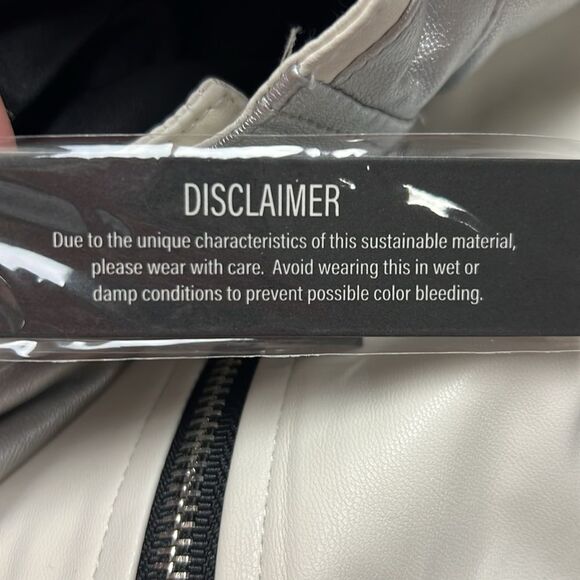 DISCLAIMER
Due to the unique characteristics of this sustainable material,
please wear with care. Avoid wearing this in wet or
damp conditions to prevent possible color bleeding.